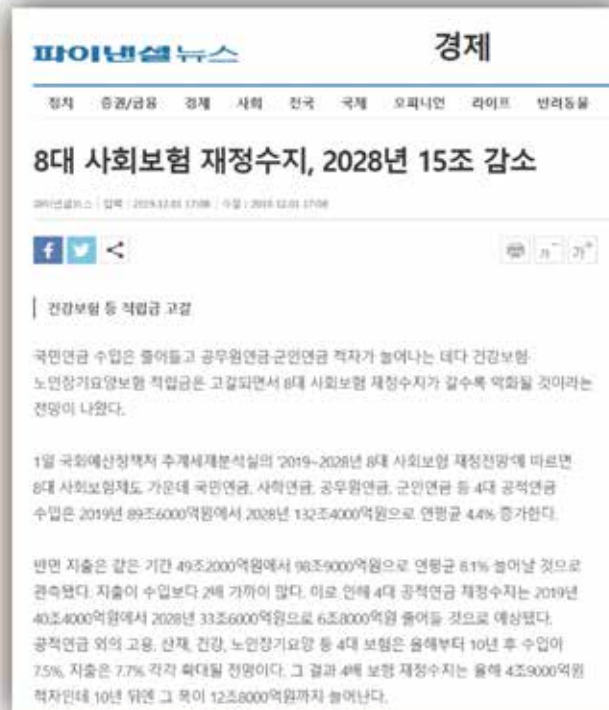 파이낸셜뉴스
경제
정치 증권/금융 경제 사회 전국 국제 오피니언 라이프 반려동물
8대 사회보험 재정수지, 2028년 15조 감소
파이낸셜뉴스 입력 : 2019.12.01 17:08 수정 : 2019.12.01 17:08
f
가- 가+
건강보험 등 적립금 고갈
국민연금 수입은 줄어들고 공무원연금·군인연금 적자가 늘어나는 데다 건강보험·
노인장기요양보험 적립금은 고갈되면서 8대 사회보험 재정수지가 갈수록 악화될 것이라는
전망이 나왔다.
1일 국회예산정책처 추계세제분석실의 '2019~2028년 8대 사회보험 재정전망'에 따르면
8대 사회보험제도 가운데 국민연금, 사학연금, 공무원연금, 군인연금 등 4대 공적연금
수입은 2019년 89조6000억원에서 2028년 132조4000억원으로 연평균 4.4% 증가한다.
반면 지출은 같은 기간 49조2000억원에서 98조9000억원으로 연평균 8.1% 늘어날 것으로
관측됐다. 지출이 수입보다 2배 가까이 많다. 이로 인해 4대 공적연금 재정수지는 2019년
40조4000억원에서 2028년 33조6000억원으로 6조8000억원 줄어들 것으로 예상됐다.
공적연금 외의 고용, 산재, 건강, 노인장기요양 등 4대 보험은 올해부터 10년 후 수입이
7.5%, 지출은 7.7% 각각 확대될 전망이다. 그 결과 4배 보험 재정수지는 올해 4조9000억원
적자인데 10년 뒤엔 그 폭이 12조8000억원까지 늘어난다.